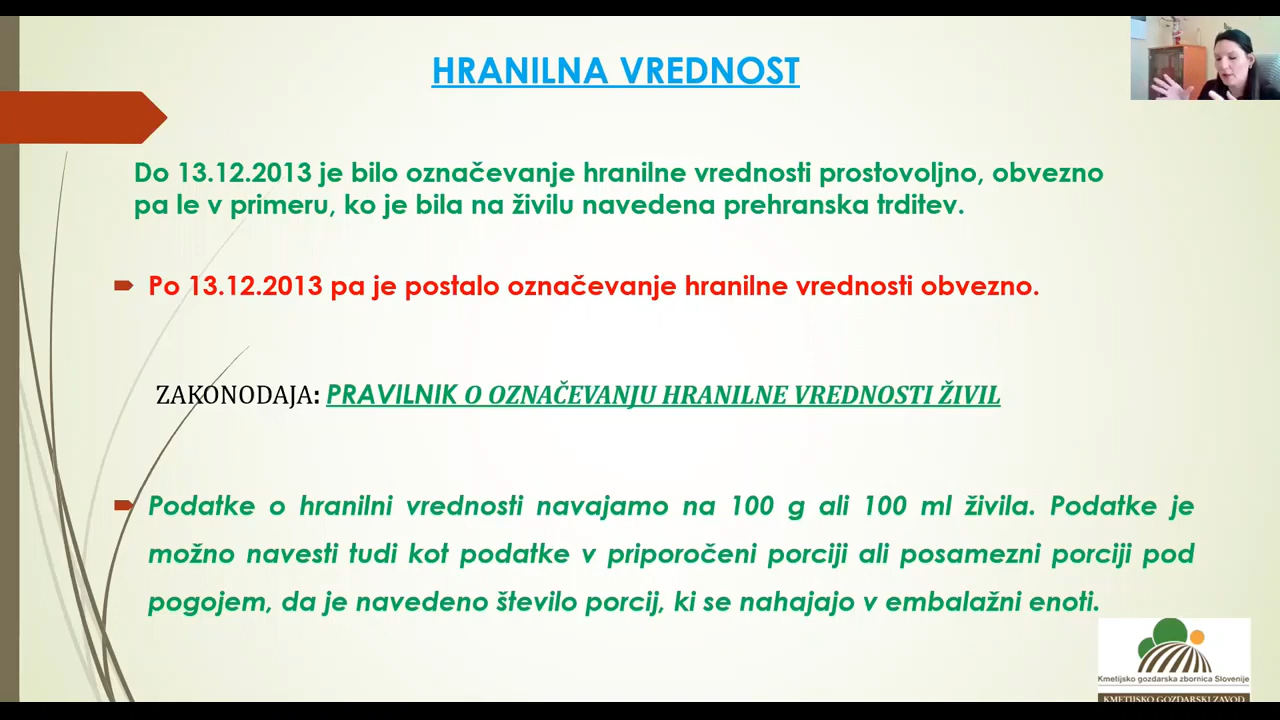 HRANILNA VREDNOST
Do 13.12.2013 je bilo označevanje hranilne vrednosti prostovoljno, obvezno
pa le v primeru, ko je bila na živilu navedena prehranska trditev.
Po 13.12.2013 pa je postalo označevanje hranilne vrednosti obvezno.
ZAKONODAJA: PRAVILNIK O OZNAČEVANJU HRANILNE VREDNOSTI ŽIVIL
Podatke o hranilni vrednosti navajamo na 100 g ali 100 ml živila. Podatke je
možno navesti tudi kot podatke v priporočeni porciji ali posamezni porciji pod
pogojem, da je navedeno število porcij, ki se nahajajo v embalažni enoti.
Kmetijsko gozdarska zbornica Slovenije
KMETIJSKO GOZDARSKI ZAVOD